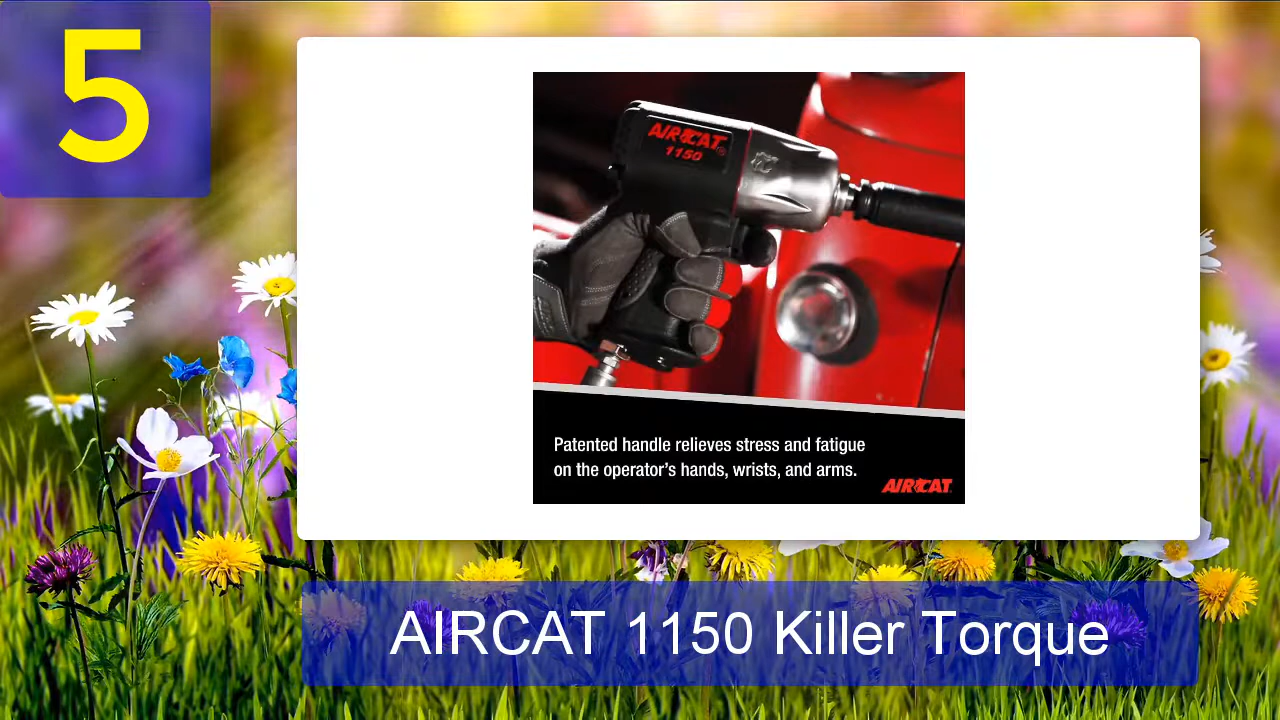 5
AIRCAT
1150
Patented handle relieves stress and fatigue
on the operator's hands, wrists, and arms.
AIRCAT
AIRCAT 1150 Killer Torque